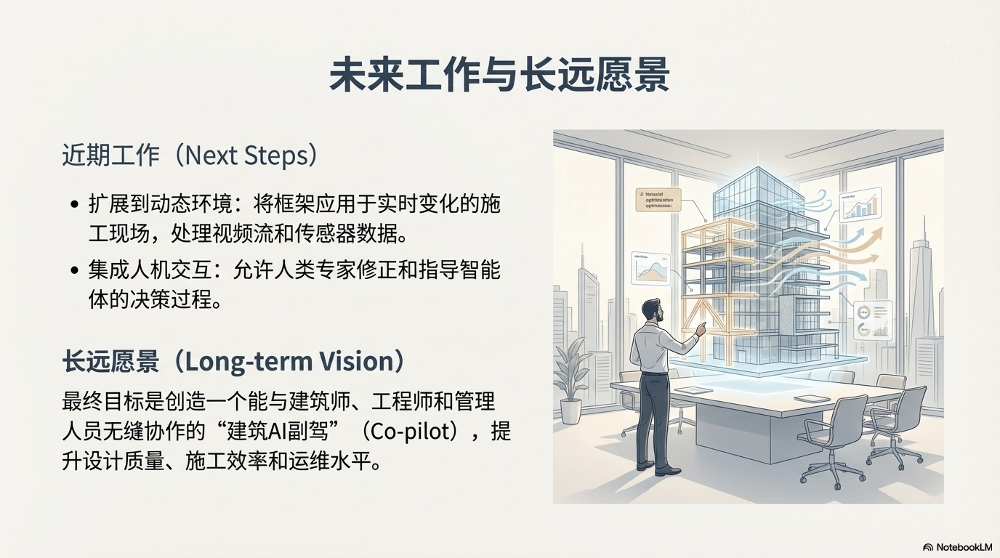 未来工作与长远愿景
近期工作（Next Steps）
• 扩展到动态环境：将框架应用于实时变化的施
工现场，处理视频流和传感器数据。
• 集成人机交互：允许人类专家修正和指导智能
体的决策过程。
长远愿景（Long-term Vision）
最终目标是创造一个能与建筑师、工程师和管理
人员无缝协作的“建筑AI副驾”（Co-pilot），提
升设计质量、施工效率和运维水平。
optimization
optimization
NotebookLM